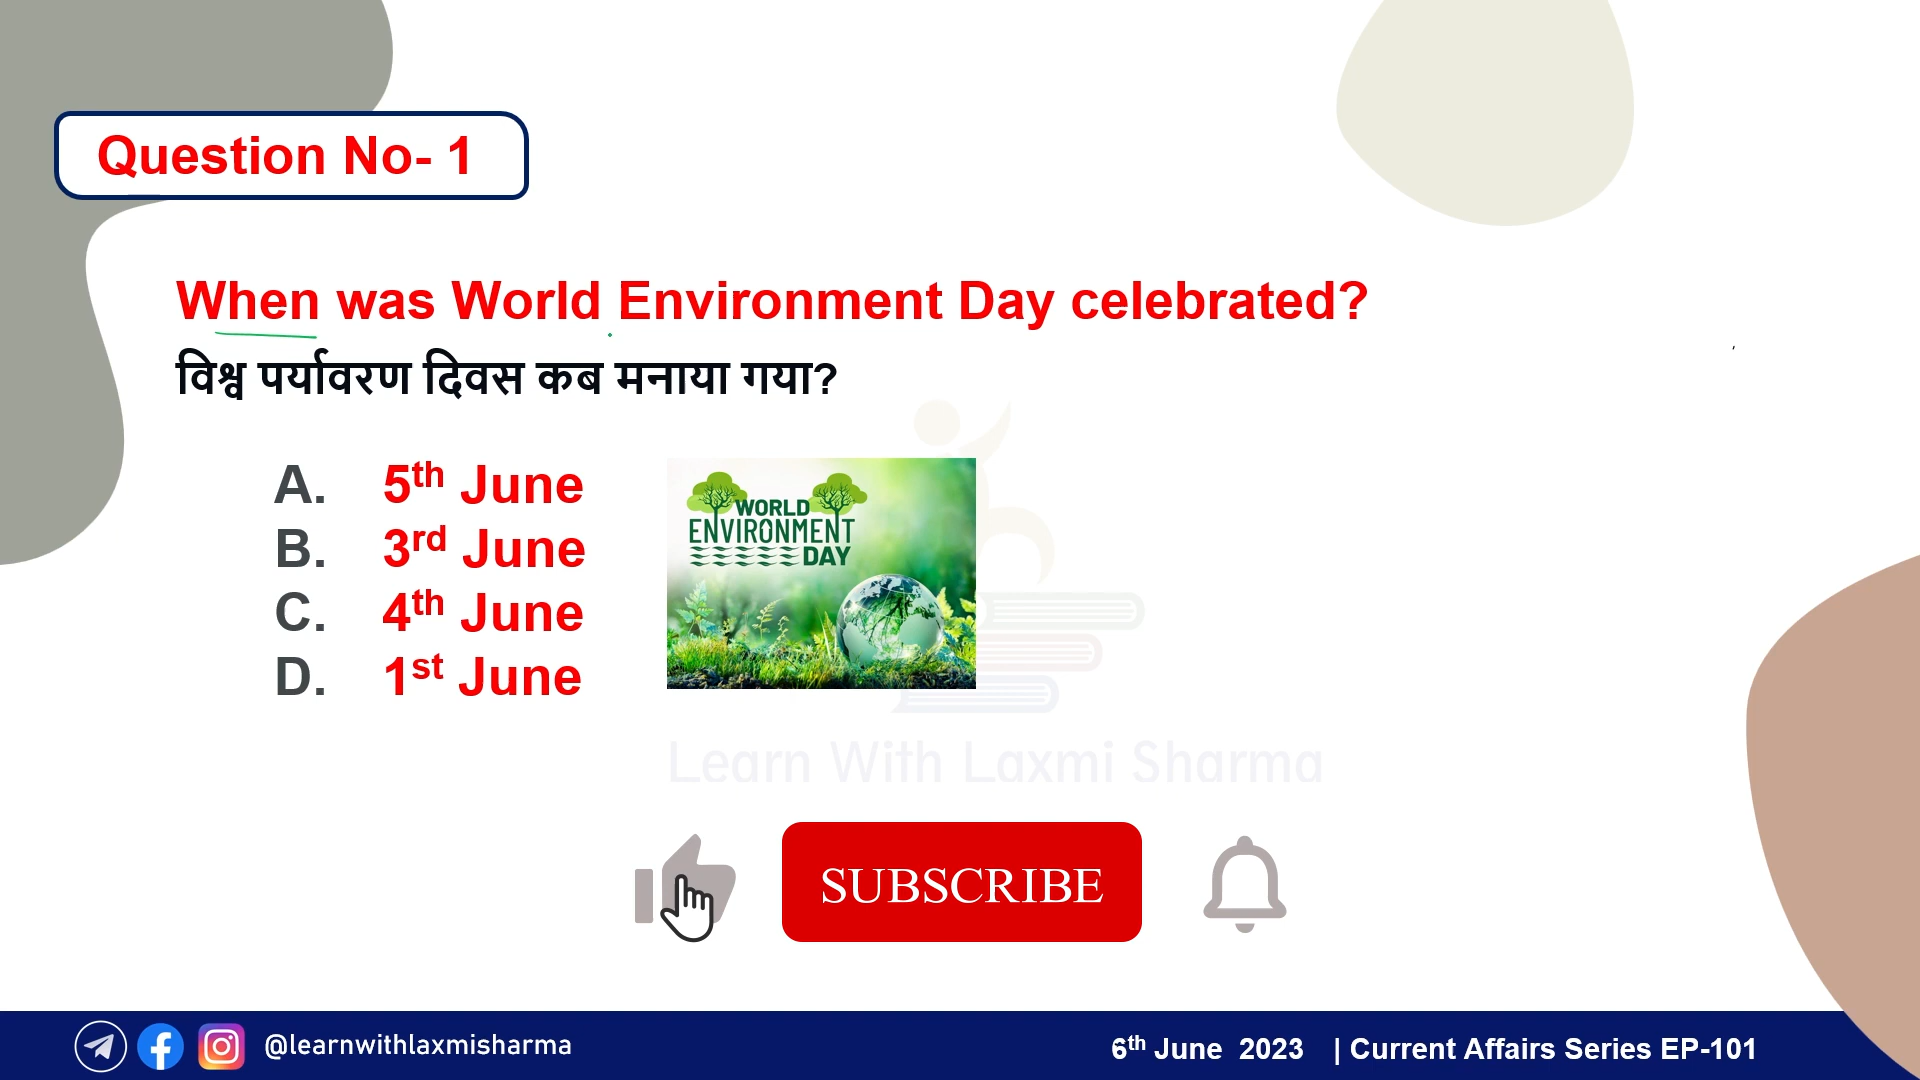 Question No- 1
When was World Environment Day celebrated?
विश्व पर्यावरण दिवस कब मनाया गया?
A. 5th June
B. 3rd June
C. 4th June
D. 1st June
WORLD
ENVIRONMENT
DAY
Learn With Laxmi Sharma
SUBSCRIBE
@learnwithlaxmisharma
6th June 2023 | Current Affairs Series EP-101